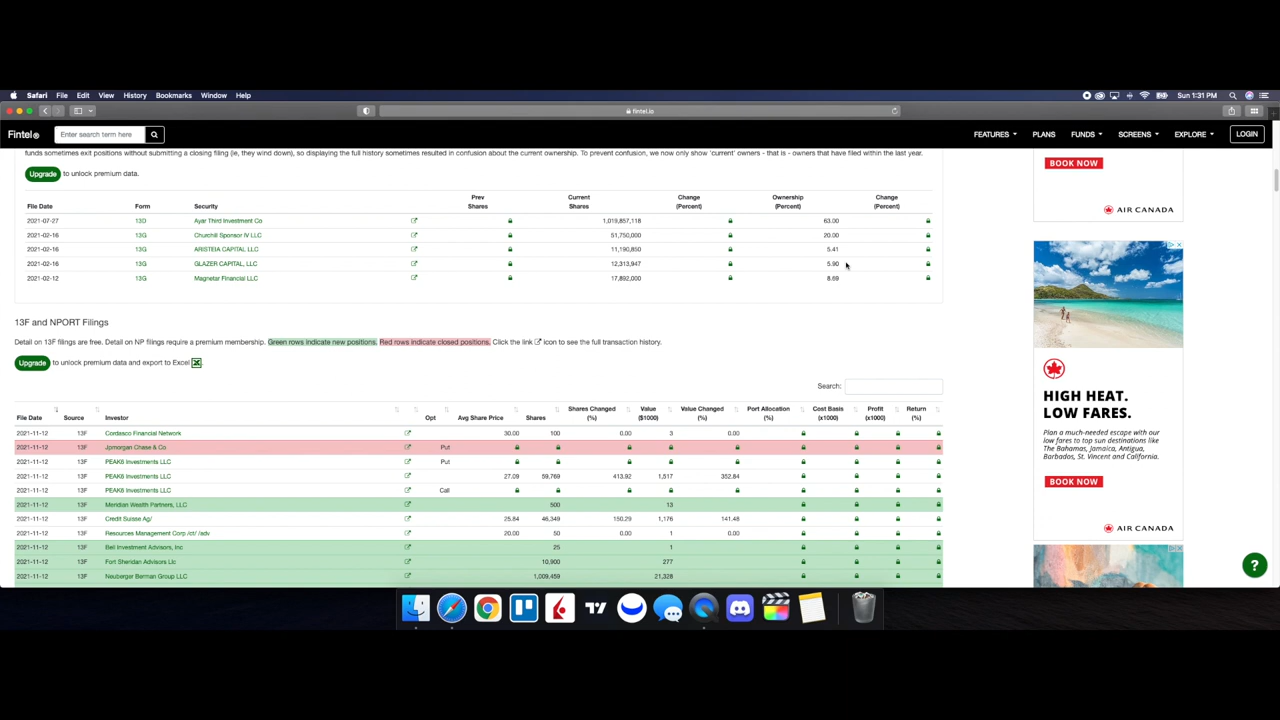 Safari File Edit View History Bookmarks Window Help Sun 1:31 PM
fintel.io
Fintel Enter search term here FEATURES PLANS FUNDS SCREENS EXPLORE LOGIN
funds sometimes exit positions without submitting a closing filing (ie, they wind down), so displaying the full history sometimes resulted in confusion about the current ownership. To prevent confusion, we now only show 'current' owners - that is - owners that have filed within the last year.
Upgrade to unlock premium data.
File Date Form Security Prev Shares Current Shares Change (Percent) Ownership (Percent) Change (Percent)
2021-07-27 13D Ayar Third Investment Co 1,019,857,118 63.00
2021-02-16 13G Churchill Sponsor IV LLC 51,750,000 20.00
2021-02-16 13G ARISTEIA CAPITAL LLC 11,190,850 5.41
2021-02-16 13G GLAZER CAPITAL, LLC 12,313,947 5.90
2021-02-12 13G Magnetar Financial LLC 17,892,000 8.69
13F and NPORT Filings
Detail on 13F filings are free. Detail on NP filings require a premium membership. Green rows indicate new positions. Red rows indicate closed positions. Click the link icon to see the full transaction history.
Upgrade to unlock premium data and export to Excel
Search:
File Date Source Investor Opt Avg Share Price Shares Shares Changed (%) Value ($1000) Value Changed (%) Port Allocation (%) Cost Basis (x1000) Profit (x1000) Return (%)
2021-11-12 13F Cordasco Financial Network 30.00 100 0.00 3 0.00
2021-11-12 13F Jpmorgan Chase & Co Put
2021-11-12 13F PEAK6 Investments LLC Put
2021-11-12 13F PEAK6 Investments LLC 27.09 59,769 413.92 1,517 352.84
2021-11-12 13F PEAK6 Investments LLC Call
2021-11-12 13F Meridian Wealth Partners, LLC 500 13
2021-11-12 13F Credit Suisse Ag/ 25.84 46,349 150.29 1,176 141.48
2021-11-12 13F Resources Management Corp /ct/ /adv 20.00 50 0.00 1 0.00
2021-11-12 13F Bell Investment Advisors, Inc 25 1
2021-11-12 13F Fort Sheridan Advisors Llc 10,900 277
2021-11-12 13F Neuberger Berman Group LLC 1,009,459 21,328
BOOK NOW
AIR CANADA
HIGH HEAT.
LOW FARES.
Plan a much-needed escape with our
low fares to top sun destinations like
The Bahamas, Jamaica, Antigua,
Barbados, St. Vincent and California.
BOOK NOW
AIR CANADA
?